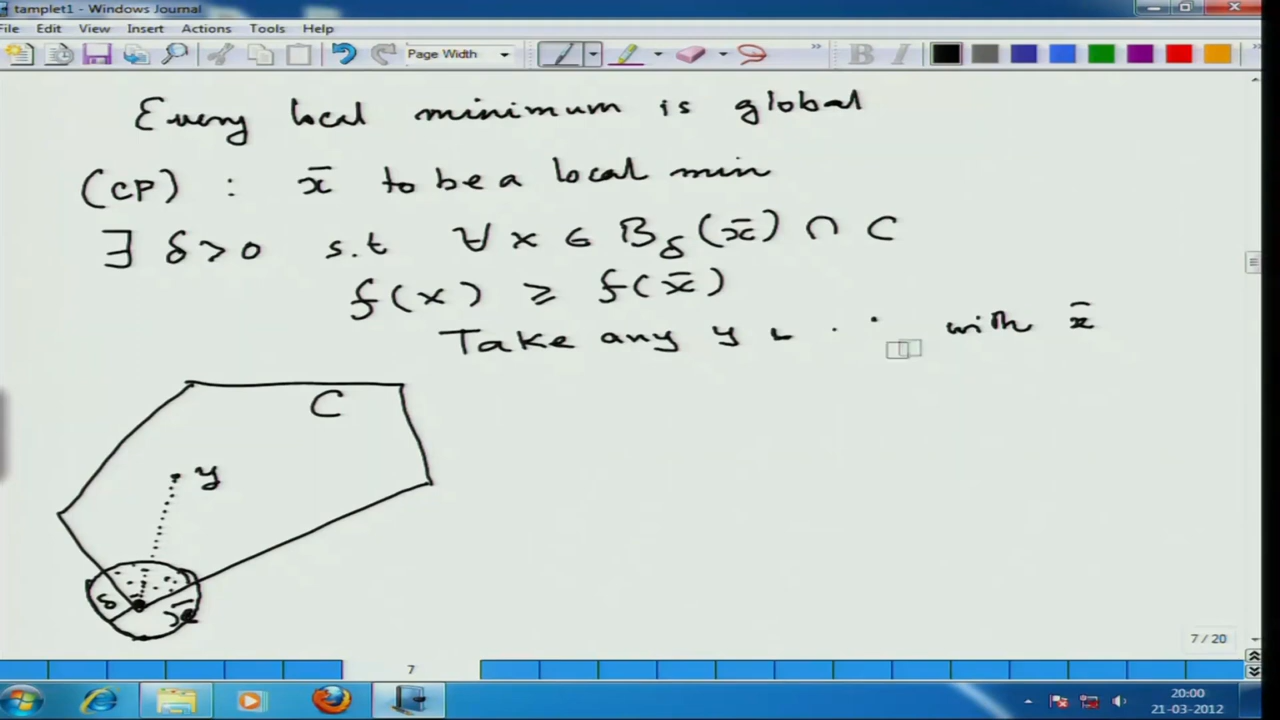 tamplet1 - Windows Journal
File Edit View Insert Actions Tools Help
Page Width
Every local minimum is global
(CP) : x̄ to be a local min
∃ δ > 0 s.t ∀ x ∈ B_δ(x̄) ∩ C
f(x) ≥ f(x̄)
Take any y with x̄
C
y
δ
x̄
7 / 20
7
20:00
21-03-2012